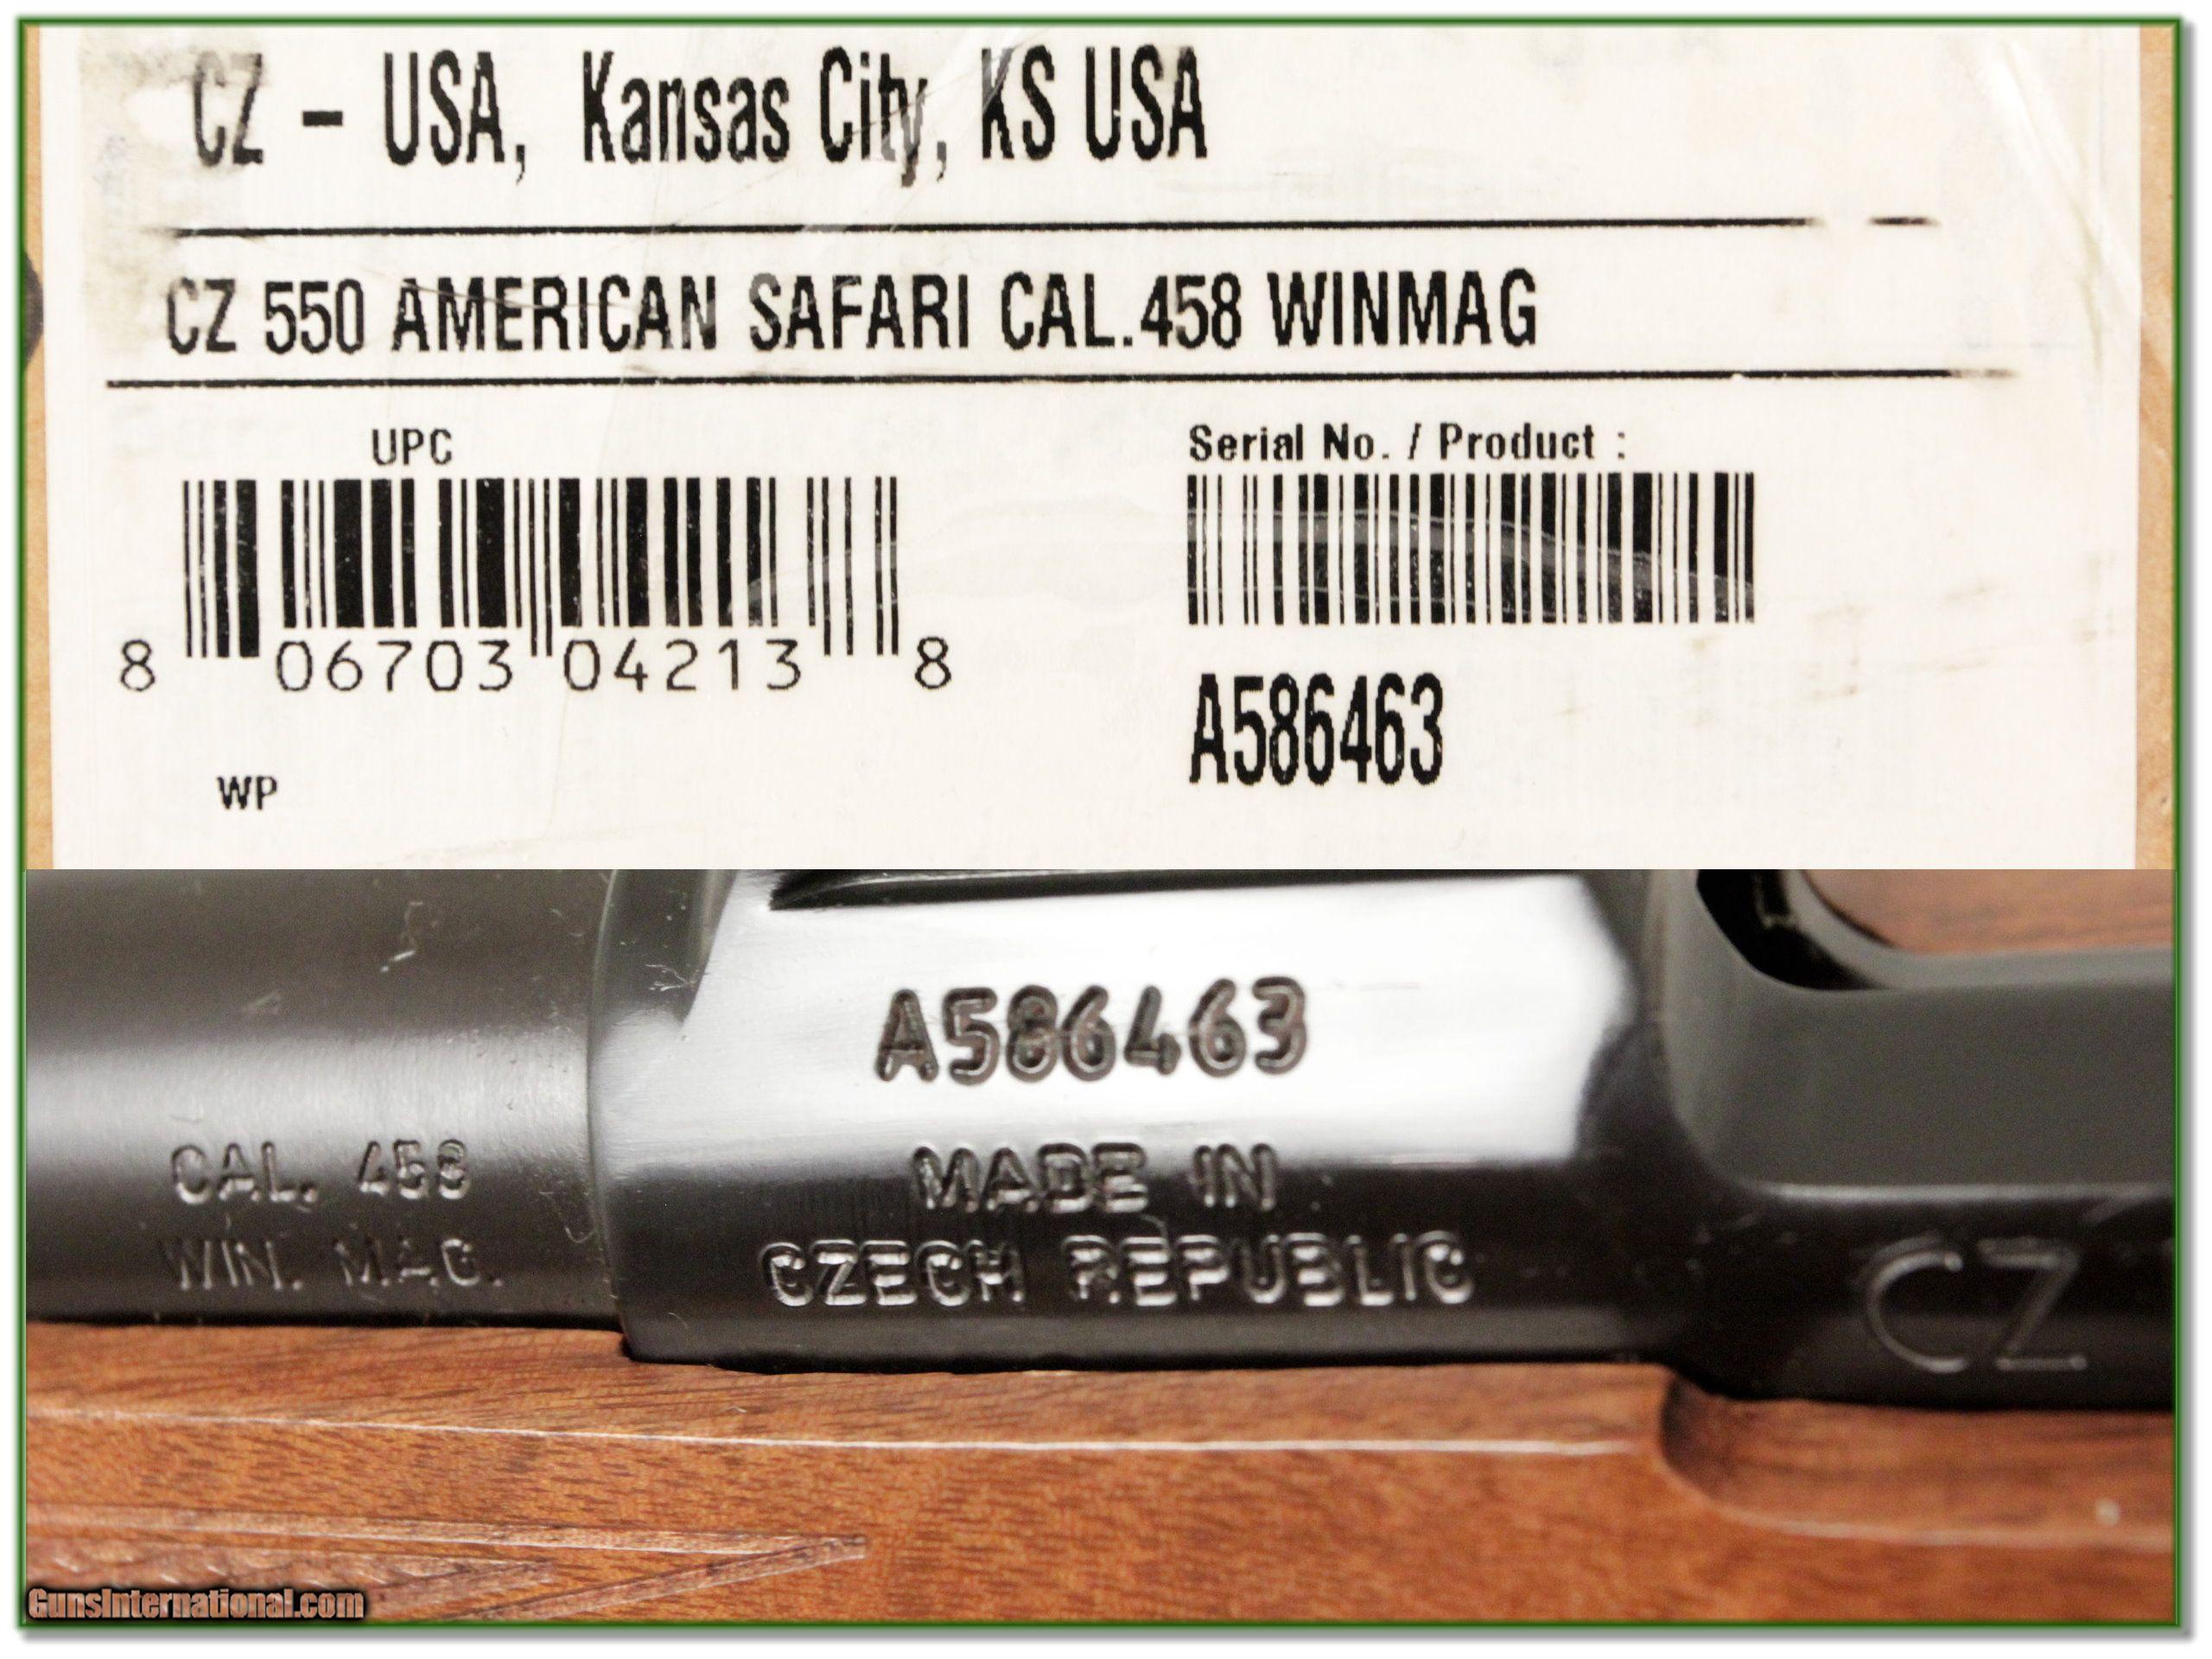 CZ - USA, Kansas City, KS USA
CZ 550 AMERICAN SAFARI CAL.458 WINMAG
UPC
Serial No. / Product :
8 06703 04213 8
A586463
WP
A586463
CAL. 458
WIN. MAG.
MADE IN
CZECH REPUBLIC
CZ
GunsInternational.com